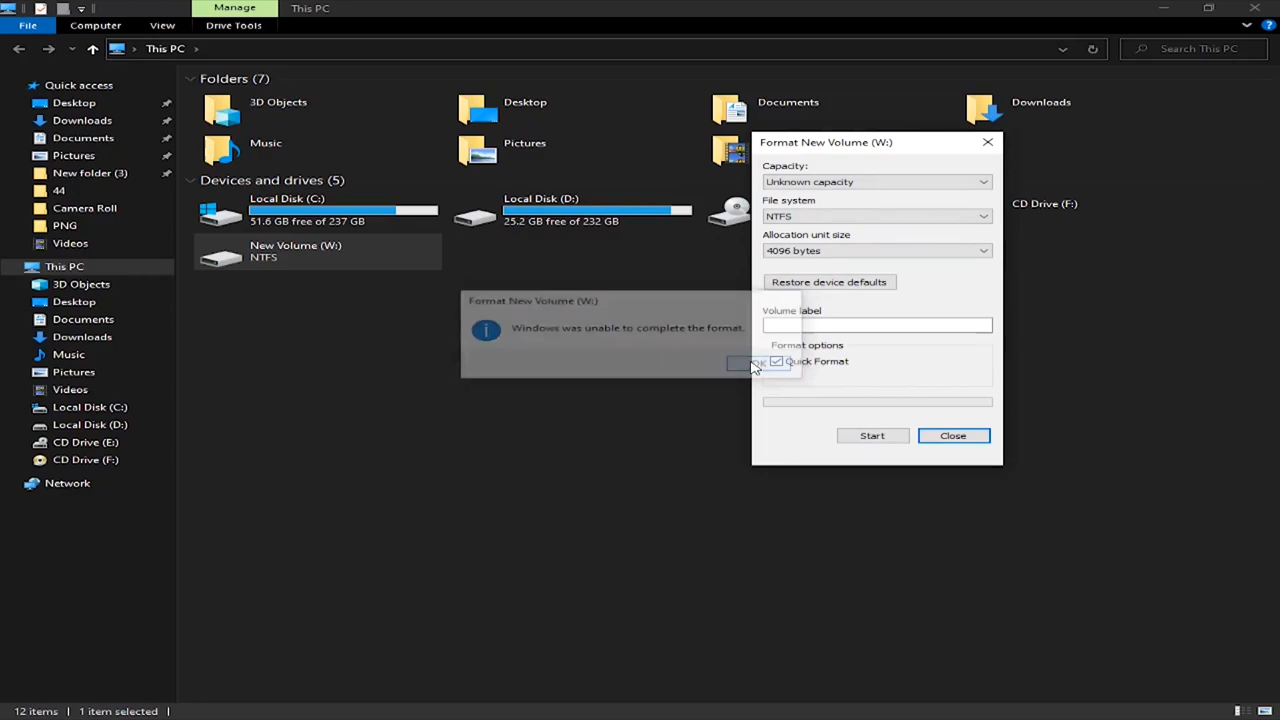 Manage
This PC
File
Computer
View
Drive Tools
This PC
Search This PC
Quick access
Desktop
Downloads
Documents
Pictures
New folder (3)
44
Camera Roll
PNG
Videos
This PC
3D Objects
Desktop
Documents
Downloads
Music
Pictures
Videos
Local Disk (C:)
Local Disk (D:)
CD Drive (E:)
CD Drive (F:)
Network
Folders (7)
3D Objects
Desktop
Documents
Downloads
Music
Pictures
Devices and drives (5)
Local Disk (C:)
51.6 GB free of 237 GB
Local Disk (D:)
25.2 GB free of 232 GB
CD Drive (F:)
New Volume (W:)
NTFS
Format New Volume (W:)
Windows was unable to complete the format.
OK
Format New Volume (W:)
Capacity:
Unknown capacity
File system
NTFS
Allocation unit size
4096 bytes
Restore device defaults
Volume label
Format options
Quick Format
Start
Close
12 items
1 item selected